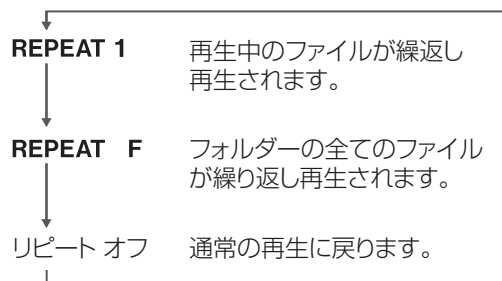 REPEAT 1 再生中のファイルが繰返し
再生されます。
REPEAT F フォルダーの全てのファイル
が繰り返し再生されます。
リピート オフ 通常の再生に戻ります。